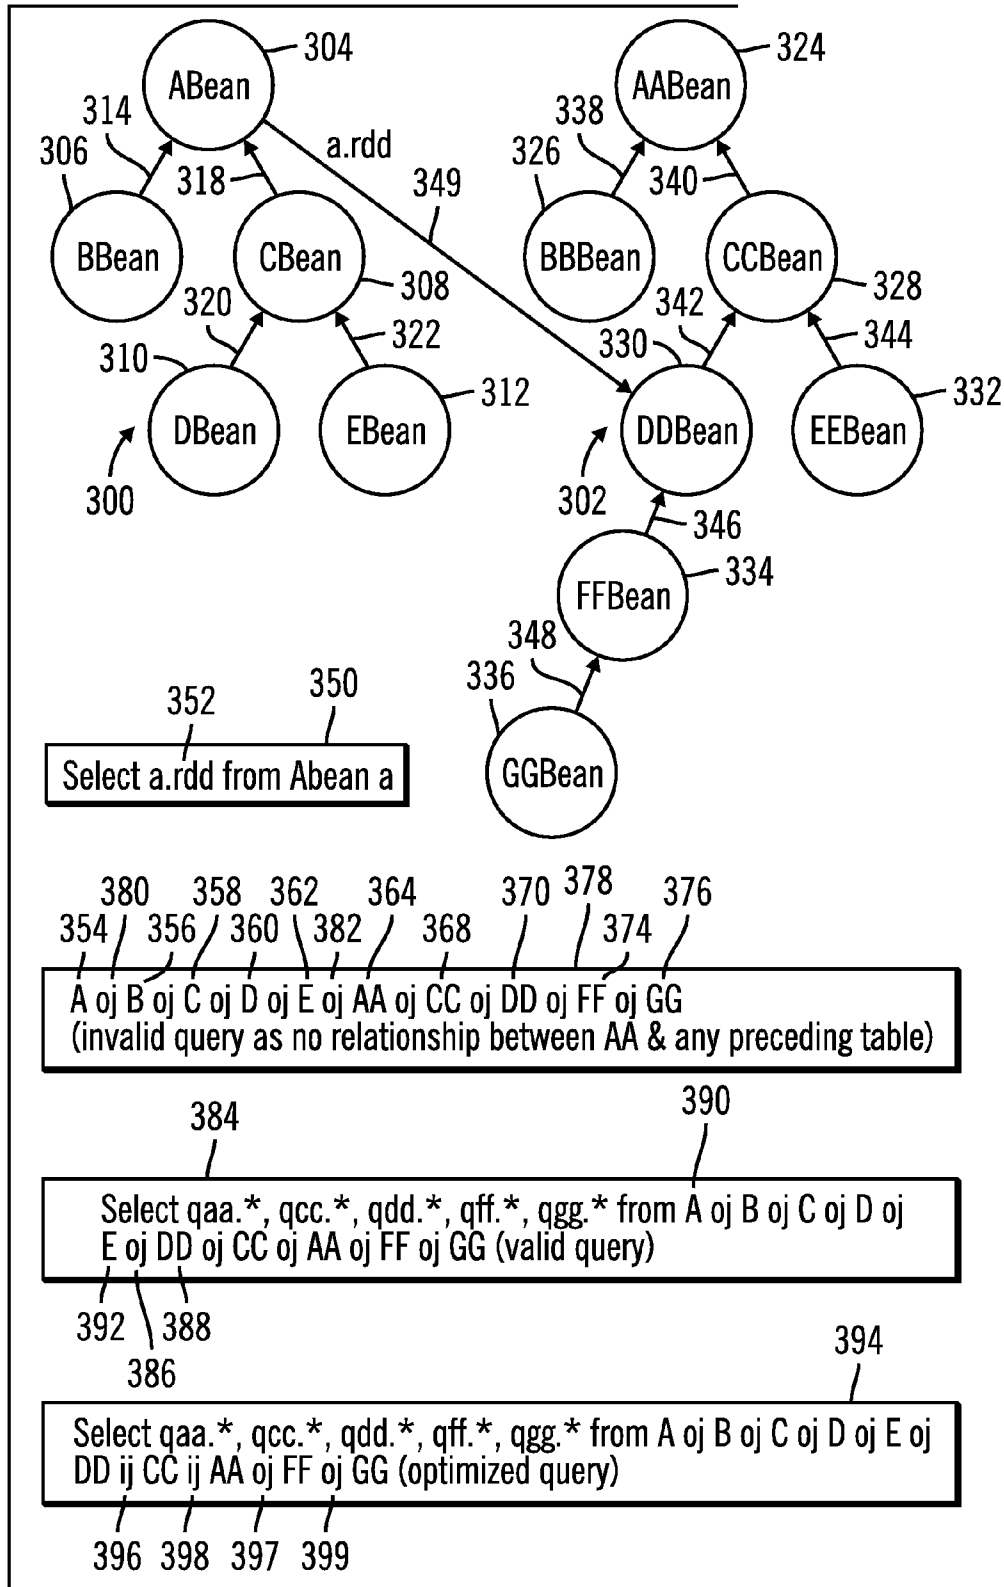 304
324
ABean
AABean
314
338
306
a.rdd
326
318
349
340
BBean
CBean
BBBean
CCBean
308
328
320
342
322
330
344
310
312
332
DBean
EBean
DDBean
EEBean
300
302
346
334
FFBean
348
336
350
352
Select a.rdd from Abean a
GGBean
380 358 362 364 370 378 376
354 356 360 382 368 374
A oj B oj C oj D oj E oj AA oj CC oj DD oj FF oj GG
(invalid query as no relationship between AA & any preceding table)
390
384
Select qaa.*, qcc.*, qdd.*, qff.*, qgg.* from A oj B oj C oj D oj
E oj DD oj CC oj AA oj FF oj GG (valid query)
392 388
386
394
Select qaa.*, qcc.*, qdd.*, qff.*, qgg.* from A oj B oj C oj D oj E oj
DD ij CC ij AA oj FF oj GG (optimized query)
396 398 397 399